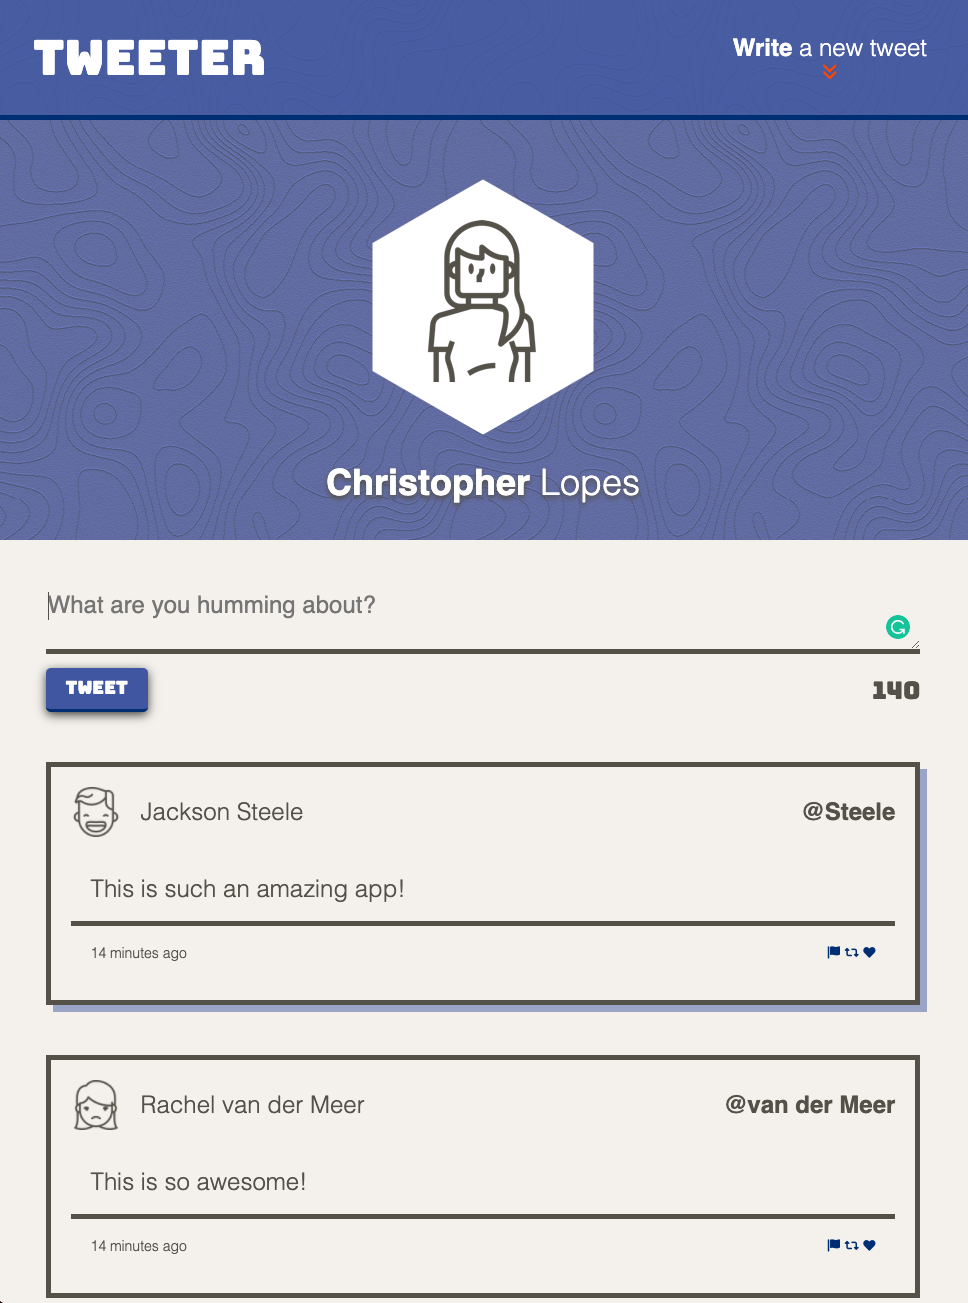 TWEETER
Write a new tweet
Christopher Lopes
What are you humming about?
TWEET
140
Jackson Steele
@Steele
This is such an amazing app!
14 minutes ago
Rachel van der Meer
@van der Meer
This is so awesome!
14 minutes ago